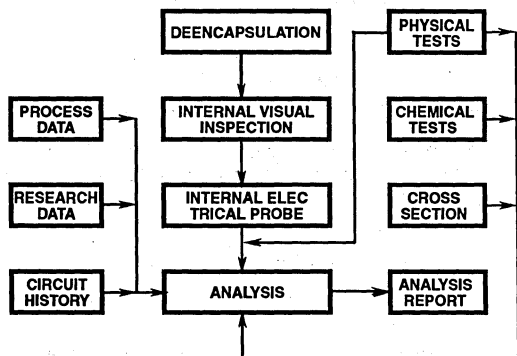 DEENCAPSULATION
PHYSICAL
TESTS
PROCESS
DATA
INTERNAL VISUAL
INSPECTION
CHEMICAL
TESTS
RESEARCH
DATA
INTERNAL ELEC
TRICAL PROBE
CROSS
SECTION
CIRCUIT
HISTORY
ANALYSIS
ANALYSIS
REPORT